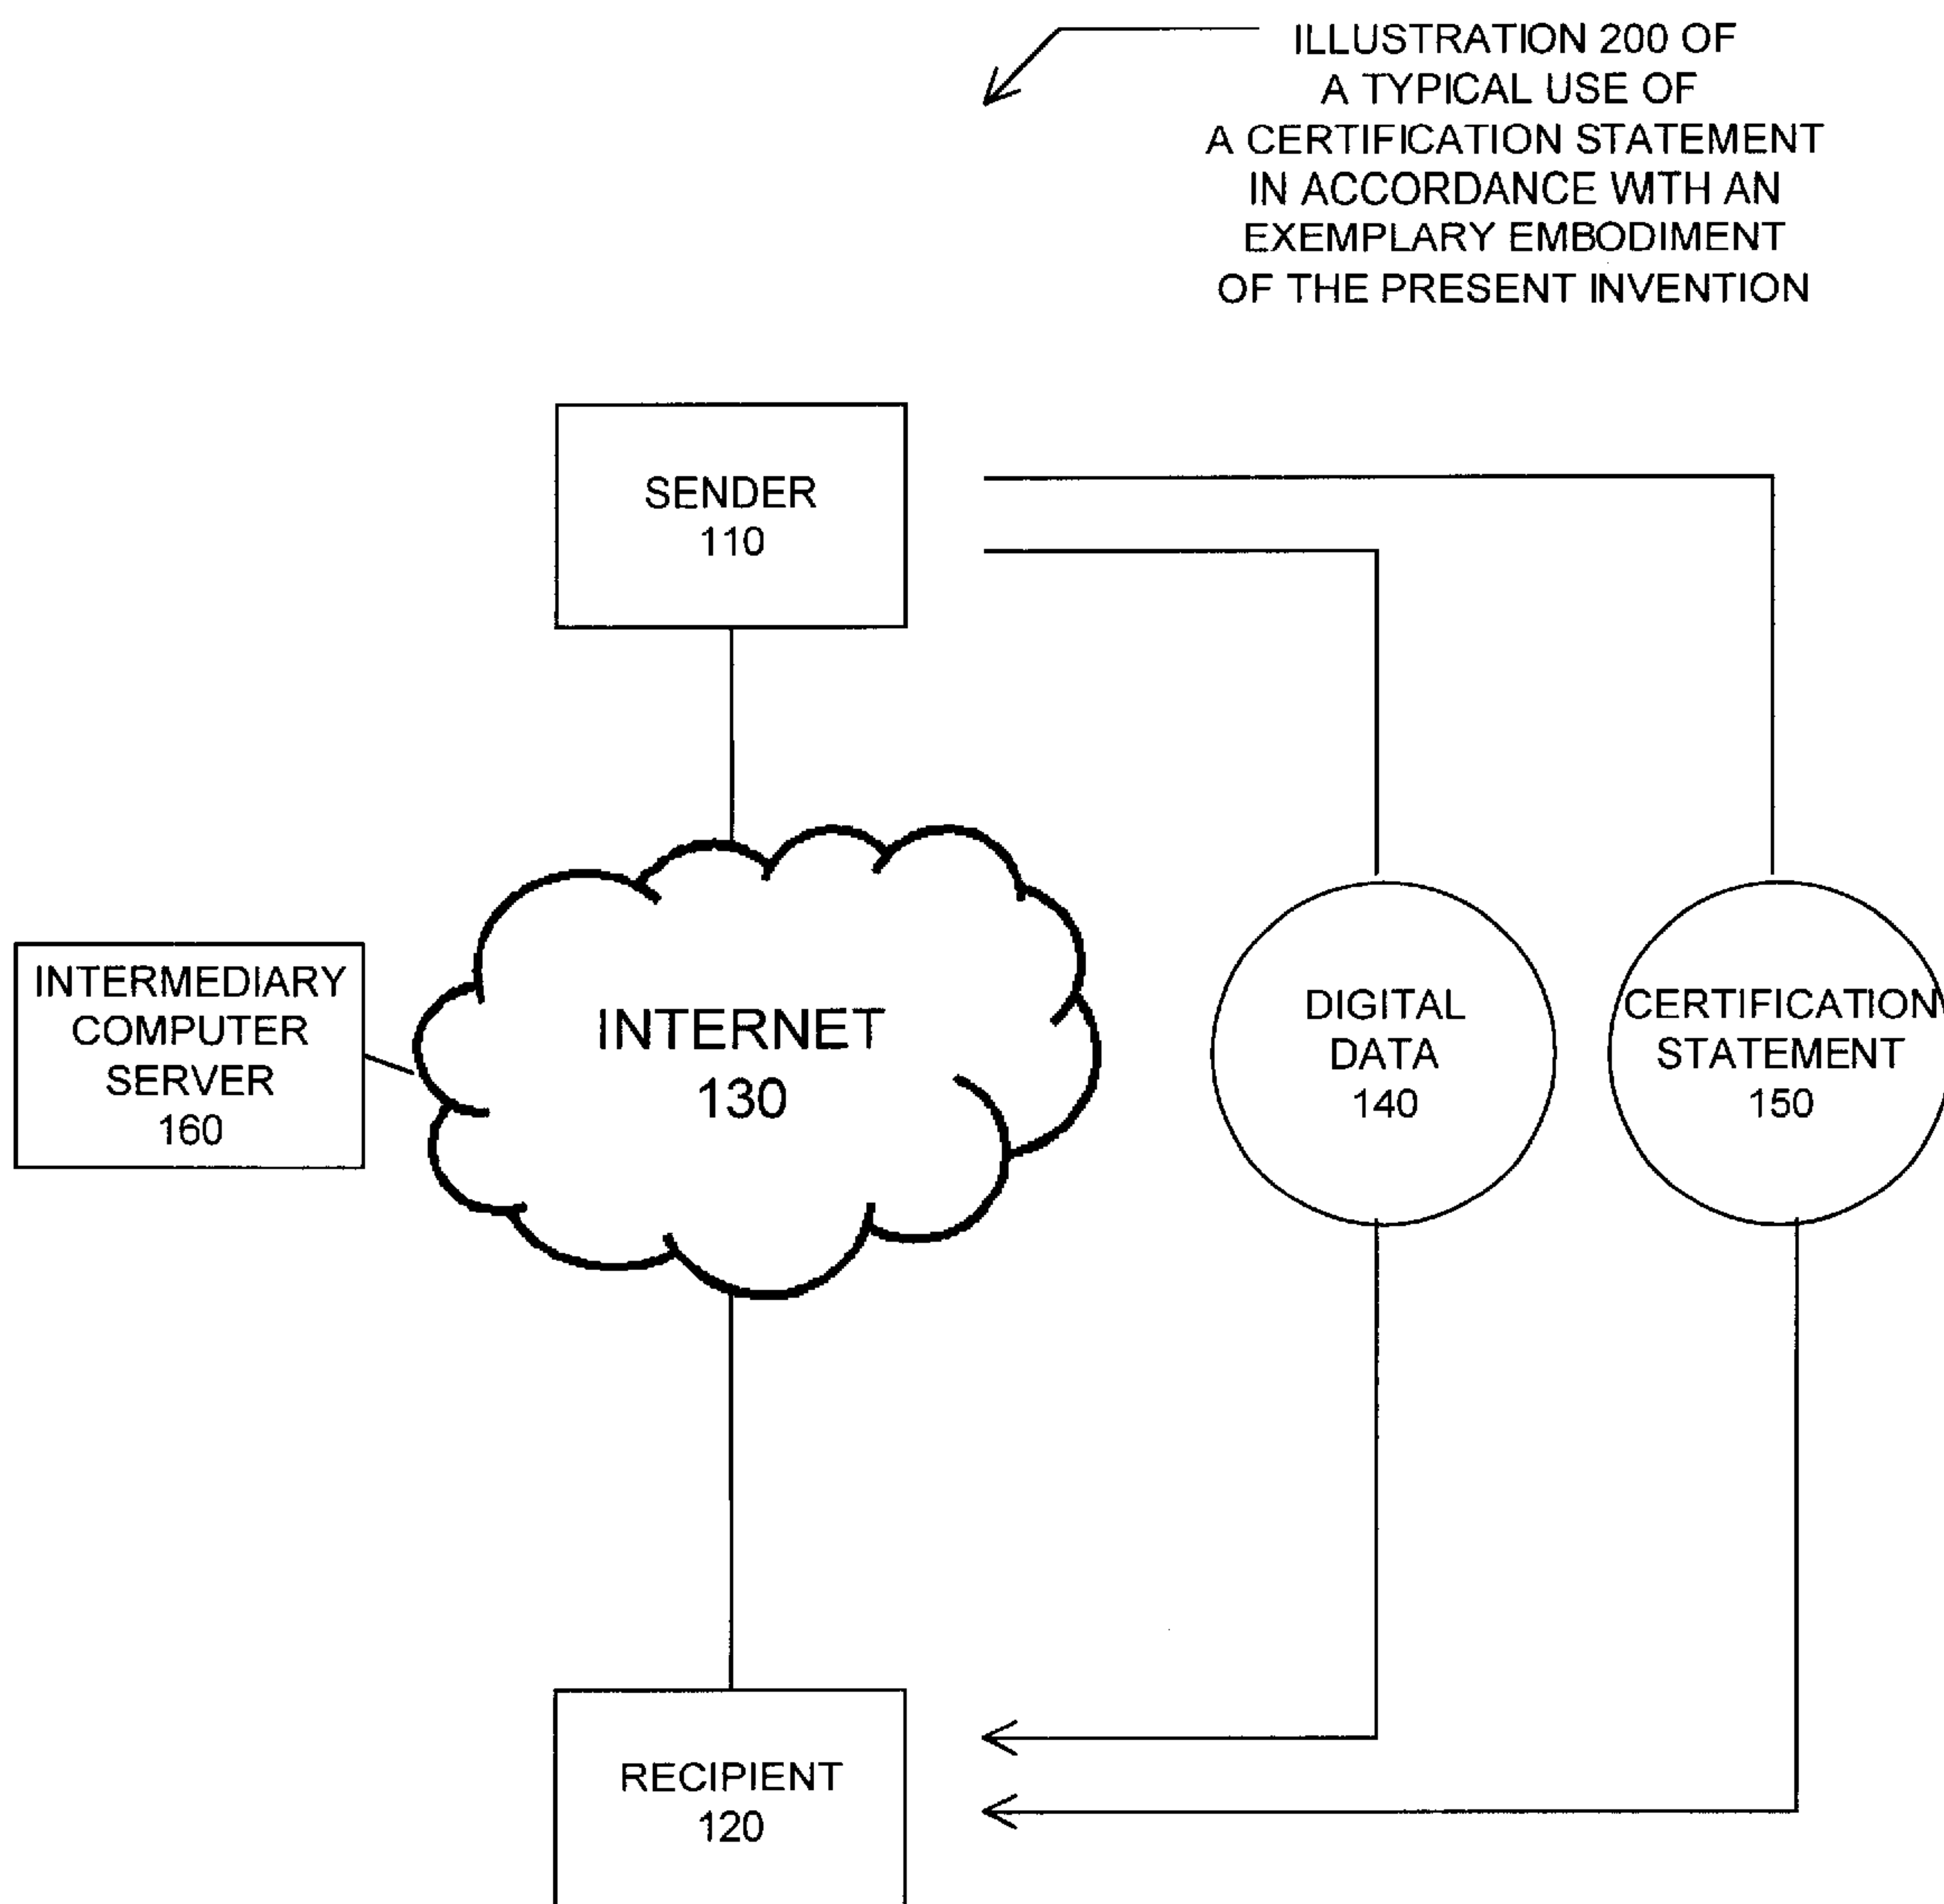 ILLUSTRATION 200 OF
A TYPICAL USE OF
A CERTIFICATION STATEMENT
IN ACCORDANCE WITH AN
EXEMPLARY EMBODIMENT
OF THE PRESENT INVENTION
SENDER
110
INTERMEDIARY
COMPUTER
SERVER
160
INTERNET
130
DIGITAL
DATA
140
CERTIFICATION
STATEMENT
150
RECIPIENT
120